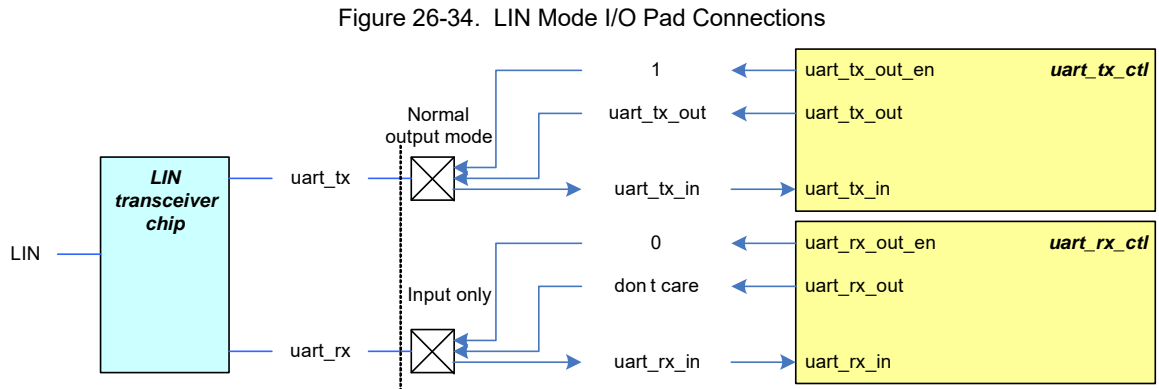 Figure 26-34. LIN Mode I/O Pad Connections
1
uart_tx_out_en
uart_tx_ctl
Normal
output mode
uart_tx_out
uart_tx_out
LIN
transceiver
chip
uart_tx
uart_tx_in
uart_tx_in
LIN
0
uart_rx_out_en
uart_rx_ctl
Input only
don t care
uart_rx_out
uart_rx
uart_rx_in
uart_rx_in